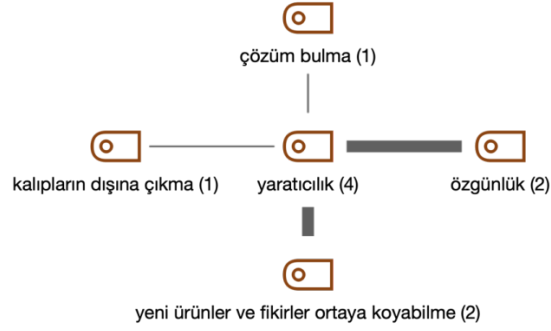 çözüm bulma (1)
kalıpların dışına çıkma (1)
yaratıcılık (4)
özgünlük (2)
yeni ürünler ve fikirler ortaya koyabilme (2)